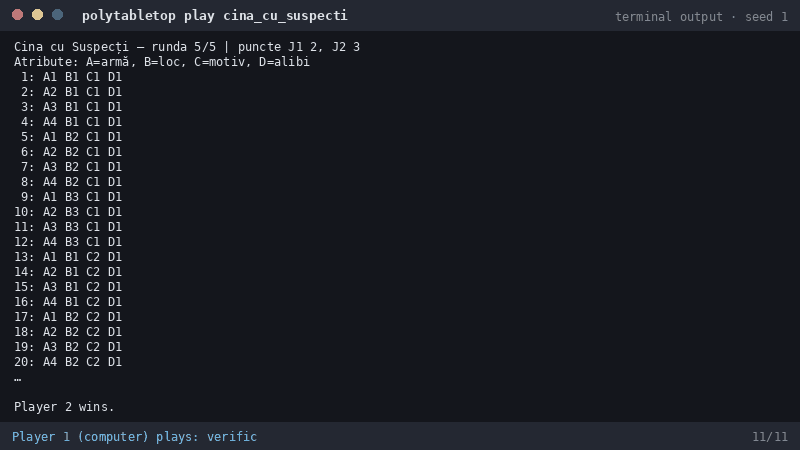 polytabletop play cina_cu_suspecti
terminal output · seed 1
Cina cu Suspecți — runda 5/5 | puncte J1 2, J2 3
Atribute: A=armă, B=loc, C=motiv, D=alibi
1: A1 B1 C1 D1
2: A2 B1 C1 D1
3: A3 B1 C1 D1
4: A4 B1 C1 D1
5: A1 B2 C1 D1
6: A2 B2 C1 D1
7: A3 B2 C1 D1
8: A4 B2 C1 D1
9: A1 B3 C1 D1
10: A2 B3 C1 D1
11: A3 B3 C1 D1
12: A4 B3 C1 D1
13: A1 B1 C2 D1
14: A2 B1 C2 D1
15: A3 B1 C2 D1
16: A4 B1 C2 D1
17: A1 B2 C2 D1
18: A2 B2 C2 D1
19: A3 B2 C2 D1
20: A4 B2 C2 D1
…
Player 2 wins.
Player 1 (computer) plays: verific
11/11